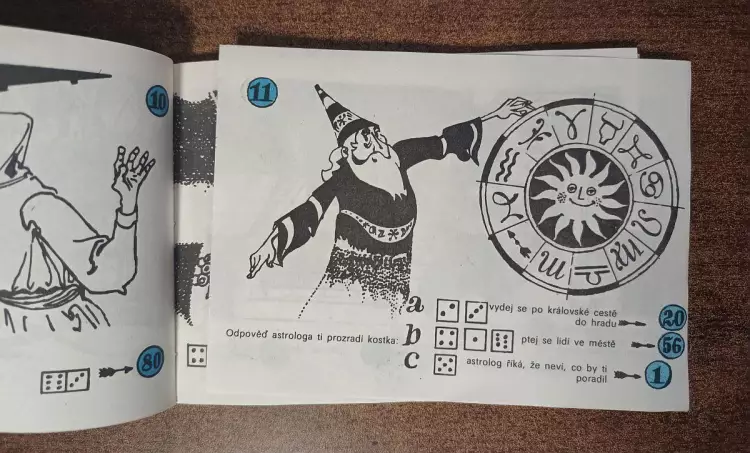 10
80
11
a
vydej se po královské cestě
do hradu
20
Odpověď astrologa ti prozradí kostka:
b
ptej se lidí ve městě
56
c
astrolog říká, že neví, co by ti
poradil
1